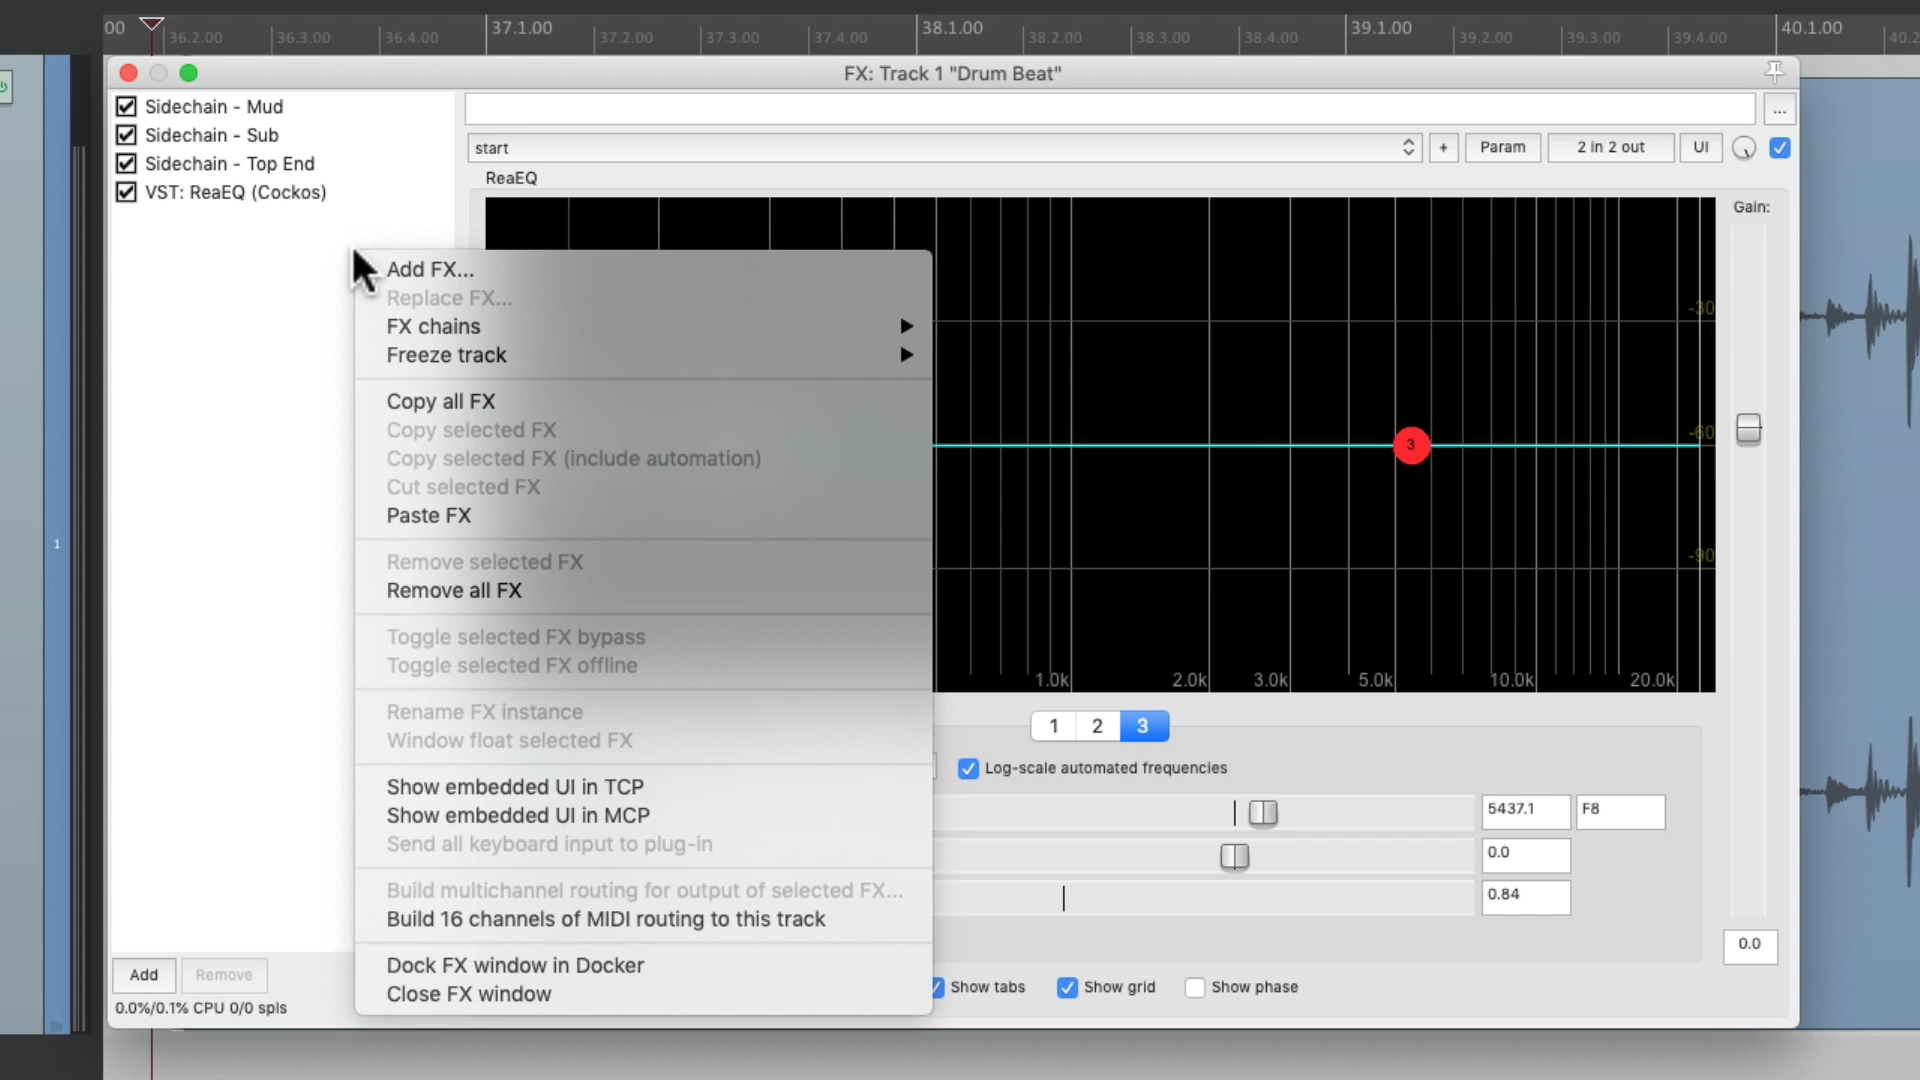 00
36.2.00
36.3.00
36.4.00
37.1.00
37.2.00
37.3.00
37.4.00
38.1.00
38.2.00
38.3.00
38.4.00
39.1.00
39.2.00
39.3.00
39.4.00
40.1.00
40.2
FX: Track 1 "Drum Beat"
Sidechain - Mud
Sidechain - Sub
Sidechain - Top End
VST: ReaEQ (Cockos)
...
start
+
Param
2 in 2 out
UI
ReaEQ
Gain:
Add FX...
Replace FX...
FX chains
Freeze track
Copy all FX
Copy selected FX
Copy selected FX (include automation)
Cut selected FX
Paste FX
Remove selected FX
Remove all FX
Toggle selected FX bypass
Toggle selected FX offline
Rename FX instance
Window float selected FX
Show embedded UI in TCP
Show embedded UI in MCP
Send all keyboard input to plug-in
Build multichannel routing for output of selected FX...
Build 16 channels of MIDI routing to this track
Dock FX window in Docker
Close FX window
-30
-60
-90
3
1.0k
2.0k
3.0k
5.0k
10.0k
20.0k
1 2 3
Log-scale automated frequencies
5437.1
F8
0.0
0.84
0.0
Show tabs
Show grid
Show phase
1
Add
Remove
0.0%/0.1% CPU 0/0 spls